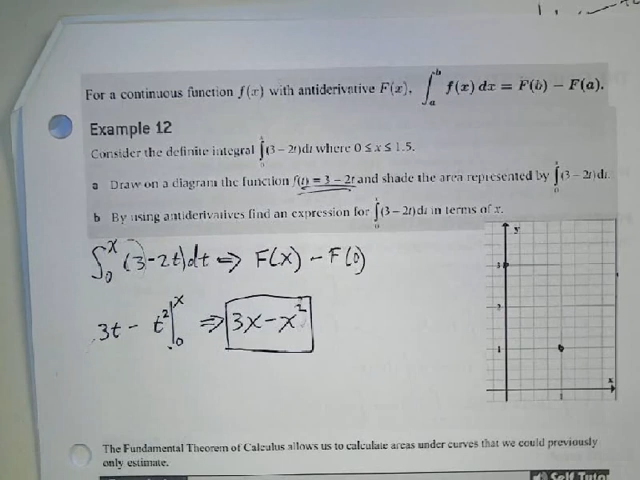 For a continuous function f(x) with antiderivative F(x), ∫ₐᵇ f(x) dx = F(b) − F(a).
Example 12
Consider the definite integral ∫₀ˣ(3 − 2t)dt where 0 ≤ x ≤ 1.5.
a Draw on a diagram the function f(t) = 3 − 2t and shade the area represented by ∫₀ˣ(3 − 2t)dt.
b By using antiderivatives find an expression for ∫₀ˣ(3 − 2t)dt in terms of x.
y
∫₀ˣ (3−2t)dt ⇒ F(x) − F(0)
3
2
3t − t²|₀ˣ ⇒ 3x−x²
1
x
1
The Fundamental Theorem of Calculus allows us to calculate areas under curves that we could previously
only estimate.
Self Tutor